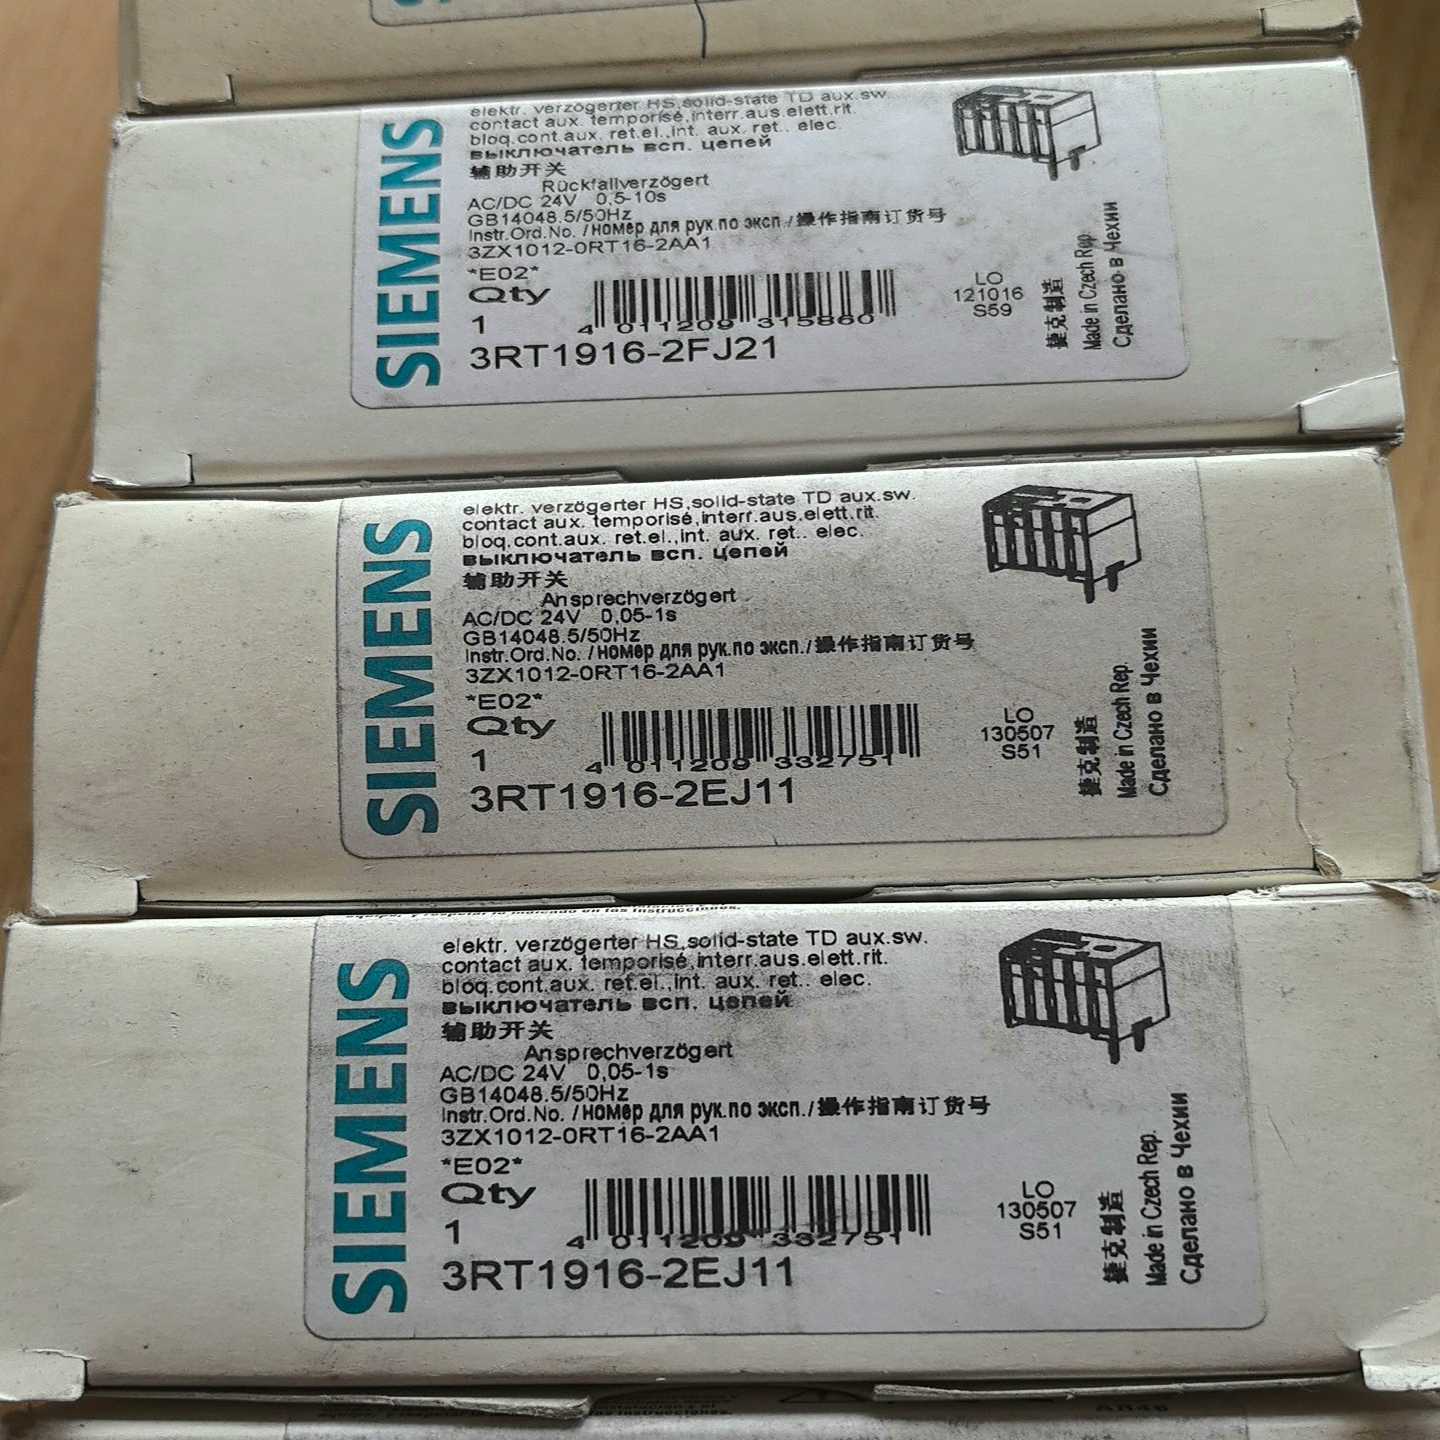 SIEMENS
elektr. verzögerter HS,solid-state TD aux.sw.
contact aux. temporisé,interr.aus.elett.rit.
bloq.cont.aux. ret.el.,int. aux. ret.. elec.
выключатель всп. цепей
辅助开关
Rückfallverzögert
AC/DC 24V 0,5-10s
GB14048.5/50Hz
Instr.Ord.No. /номер для рук.по эксп./操作指南订货号
3ZX1012-0RT16-2AA1
*E02*
Qty
1
4 011209 315860
3RT1916-2FJ21
LO
121016
S59
捷克制造
Made in Czech Rep.
Сделано в Чехии
SIEMENS
elektr. verzögerter HS,solid-state TD aux.sw.
contact aux. temporisé,interr.aus.elett.rit.
bloq.cont.aux. ret.el.,int. aux. ret.. elec.
выключатель всп. цепей
辅助开关
Ansprechverzögert
AC/DC 24V 0,05-1s
GB14048.5/50Hz
Instr.Ord.No. /номер для рук.по эксп./操作指南订货号
3ZX1012-0RT16-2AA1
*E02*
Qty
1
4 011209 332751
3RT1916-2EJ11
LO
130507
S51
捷克制造
Made in Czech Rep.
Сделано в Чехии
equipo, y respetar lo indicado en las instrucciones.
SIEMENS
elektr. verzögerter HS,solid-state TD aux.sw.
contact aux. temporisé,interr.aus.elett.rit.
bloq.cont.aux. ret.el.,int. aux. ret.. elec.
выключатель всп. цепей
辅助开关
Ansprechverzögert
AC/DC 24V 0,05-1s
GB14048.5/50Hz
Instr.Ord.No. /номер для рук.по эксп./操作指南订货号
3ZX1012-0RT16-2AA1
*E02*
Qty
1
4 011209 332751
3RT1916-2EJ11
LO
130507
S51
捷克制造
Made in Czech Rep.
Сделано в Чехии